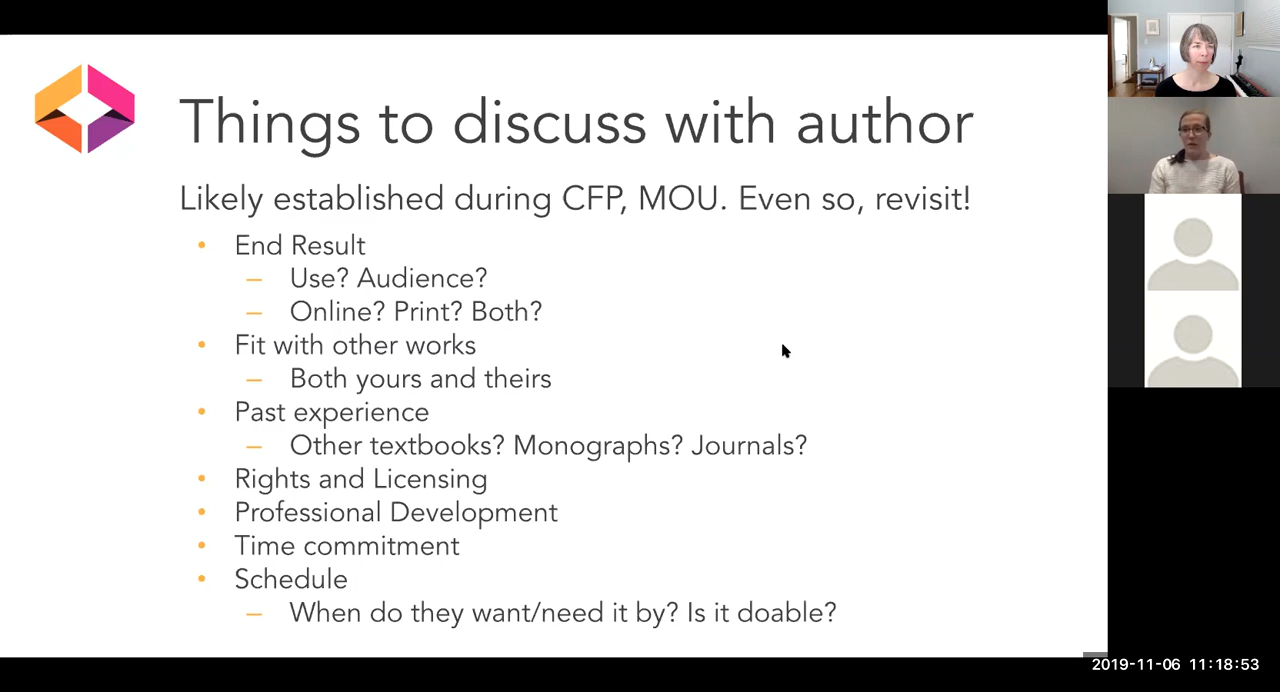 Things to discuss with author
Likely established during CFP, MOU. Even so, revisit!
• End Result
– Use? Audience?
– Online? Print? Both?
• Fit with other works
– Both yours and theirs
• Past experience
– Other textbooks? Monographs? Journals?
• Rights and Licensing
• Professional Development
• Time commitment
• Schedule
– When do they want/need it by? Is it doable?
2019-11-06 11:18:53